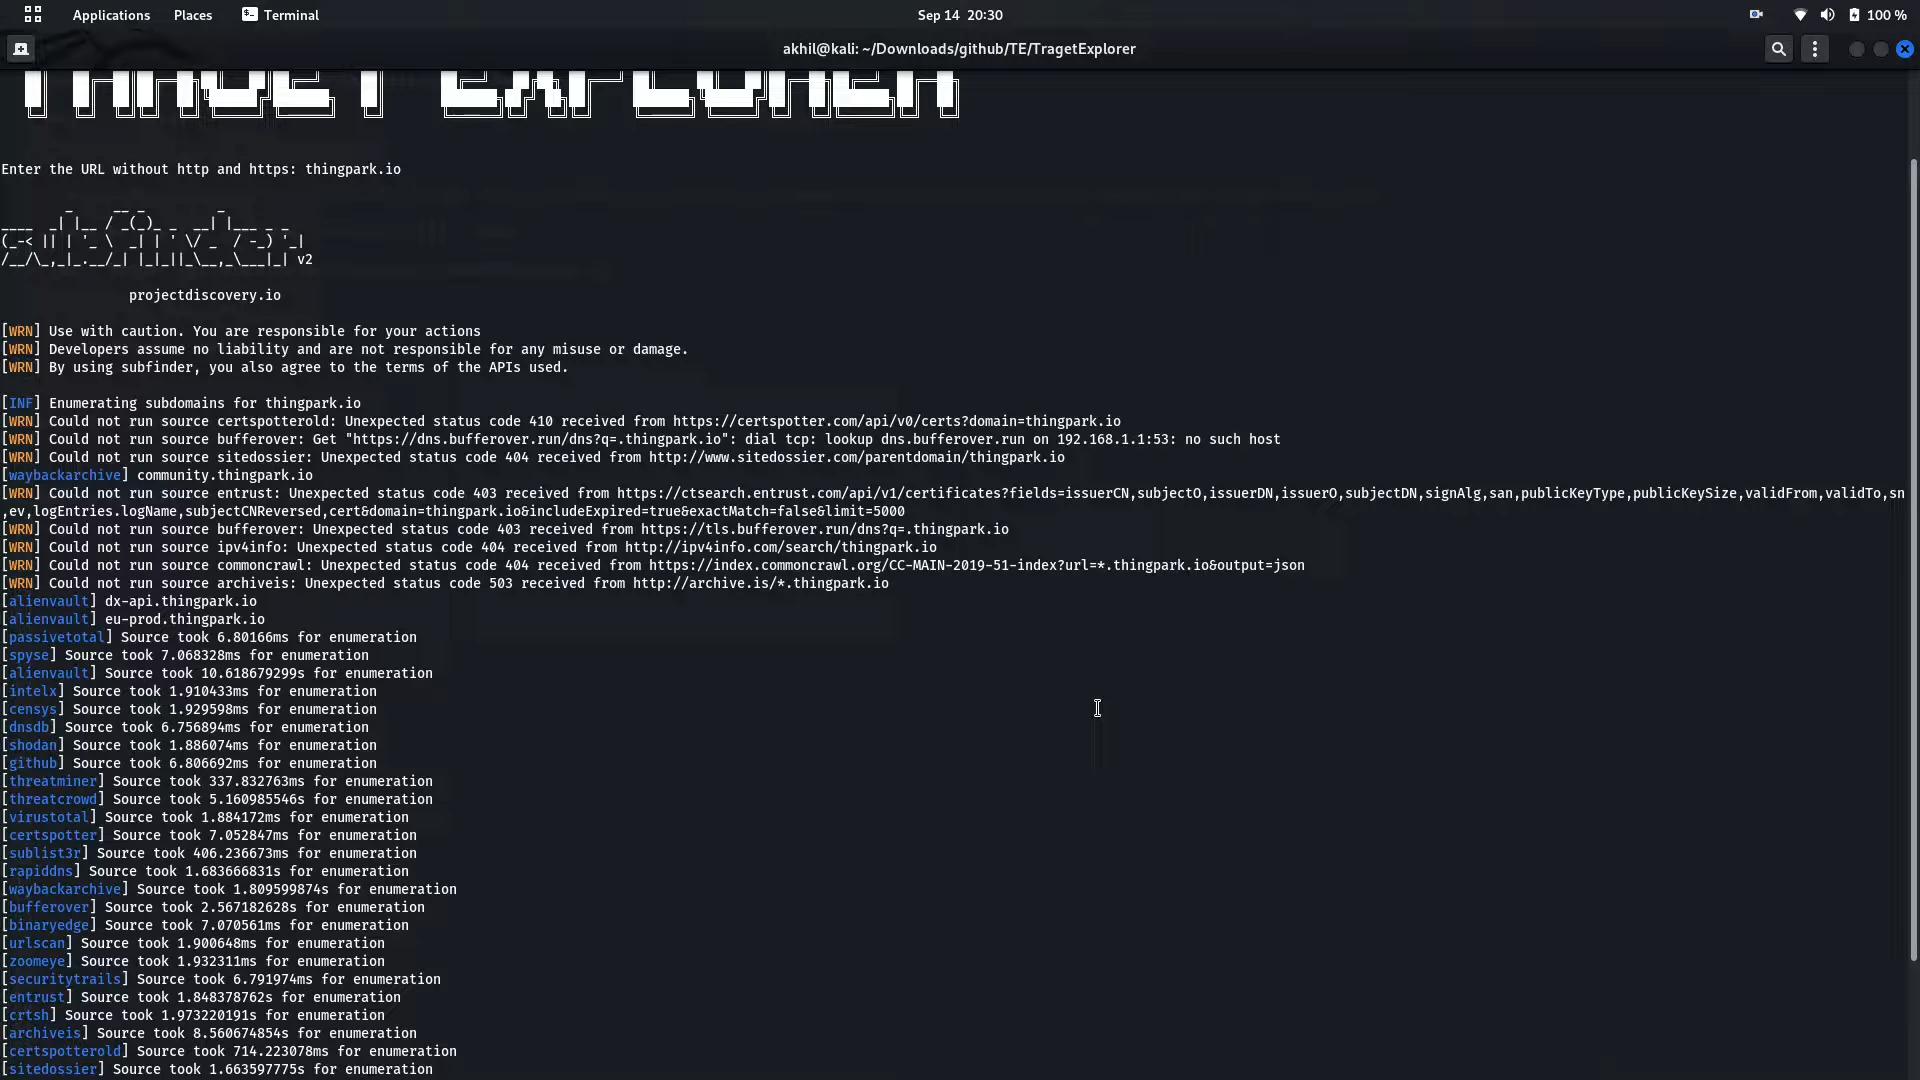 Applications Places Terminal Sep 14 20:30 100 %
akhil@kali: ~/Downloads/github/TE/TragetExplorer
Enter the URL without http and https: thingpark.io
v2
projectdiscovery.io
[WRN] Use with caution. You are responsible for your actions
[WRN] Developers assume no liability and are not responsible for any misuse or damage.
[WRN] By using subfinder, you also agree to the terms of the APIs used.
[INF] Enumerating subdomains for thingpark.io
[WRN] Could not run source certspotterold: Unexpected status code 410 received from https://certspotter.com/api/v0/certs?domain=thingpark.io
[WRN] Could not run source bufferover: Get "https://dns.bufferover.run/dns?q=.thingpark.io": dial tcp: lookup dns.bufferover.run on 192.168.1.1:53: no such host
[WRN] Could not run source sitedossier: Unexpected status code 404 received from http://www.sitedossier.com/parentdomain/thingpark.io
[waybackarchive] community.thingpark.io
[WRN] Could not run source entrust: Unexpected status code 403 received from https://ctsearch.entrust.com/api/v1/certificates?fields=issuerCN,subjectO,issuerDN,issuerO,subjectDN,signAlg,san,publicKeyType,publicKeySize,validFrom,validTo,sn
,ev,logEntries.logName,subjectCNReversed,cert&domain=thingpark.io&includeExpired=true&exactMatch=false&limit=5000
[WRN] Could not run source bufferover: Unexpected status code 403 received from https://tls.bufferover.run/dns?q=.thingpark.io
[WRN] Could not run source ipv4info: Unexpected status code 404 received from http://ipv4info.com/search/thingpark.io
[WRN] Could not run source commoncrawl: Unexpected status code 404 received from https://index.commoncrawl.org/CC-MAIN-2019-51-index?url=*.thingpark.io&output=json
[WRN] Could not run source archiveis: Unexpected status code 503 received from http://archive.is/*.thingpark.io
[alienvault] dx-api.thingpark.io
[alienvault] eu-prod.thingpark.io
[passivetotal] Source took 6.80166ms for enumeration
[spyse] Source took 7.068328ms for enumeration
[alienvault] Source took 10.618679299s for enumeration
[intelx] Source took 1.910433ms for enumeration
[censys] Source took 1.929598ms for enumeration
[dnsdb] Source took 6.756894ms for enumeration
[shodan] Source took 1.886074ms for enumeration
[github] Source took 6.806692ms for enumeration
[threatminer] Source took 337.832763ms for enumeration
[threatcrowd] Source took 5.160985546s for enumeration
[virustotal] Source took 1.884172ms for enumeration
[certspotter] Source took 7.052847ms for enumeration
[sublist3r] Source took 406.236673ms for enumeration
[rapiddns] Source took 1.683666831s for enumeration
[waybackarchive] Source took 1.809599874s for enumeration
[bufferover] Source took 2.567182628s for enumeration
[binaryedge] Source took 7.070561ms for enumeration
[urlscan] Source took 1.900648ms for enumeration
[zoomeye] Source took 1.932311ms for enumeration
[securitytrails] Source took 6.791974ms for enumeration
[entrust] Source took 1.848378762s for enumeration
[crtsh] Source took 1.973220191s for enumeration
[archiveis] Source took 8.560674854s for enumeration
[certspotterold] Source took 714.223078ms for enumeration
[sitedossier] Source took 1.663597775s for enumeration